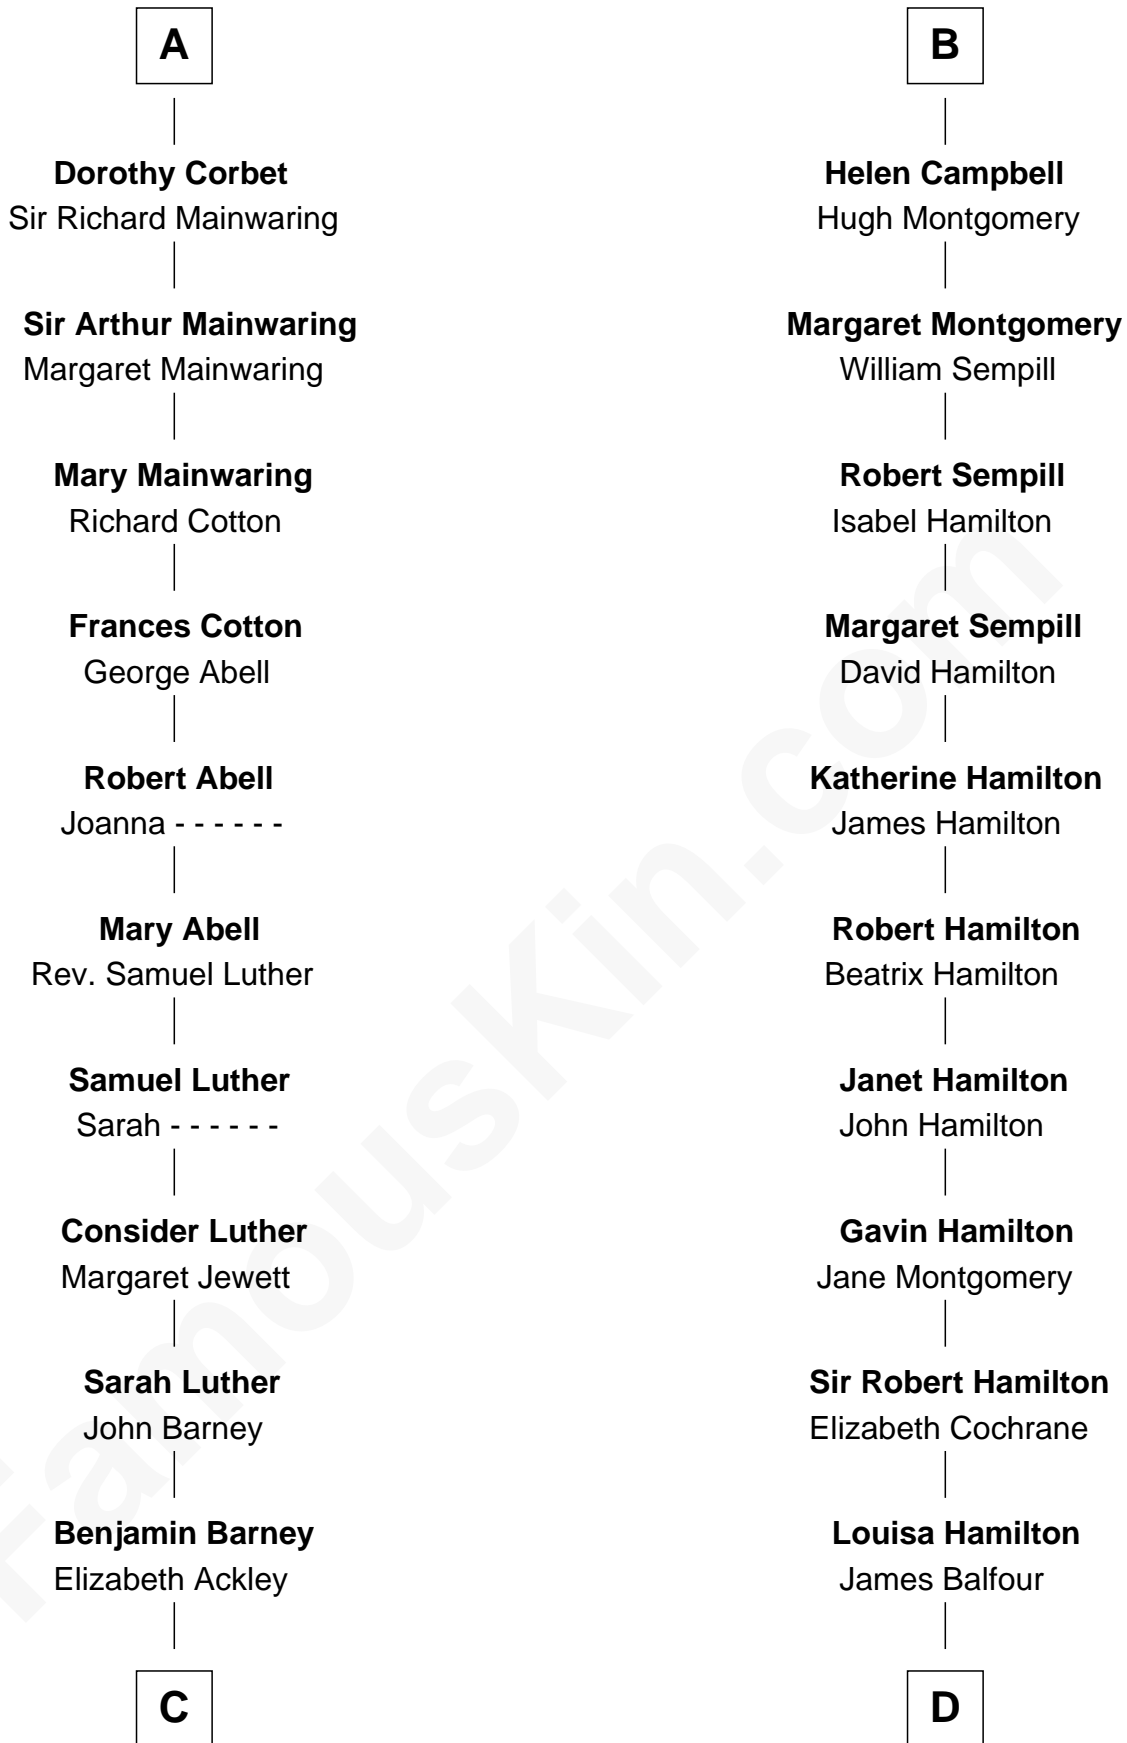 A
Dorothy Corbet
Sir Richard Mainwaring
Sir Arthur Mainwaring
Margaret Mainwaring
Mary Mainwaring
Richard Cotton
Frances Cotton
George Abell
Robert Abell
Joanna - - - - - -
Mary Abell
Rev. Samuel Luther
Samuel Luther
Sarah - - - - - -
Consider Luther
Margaret Jewett
Sarah Luther
John Barney
Benjamin Barney
Elizabeth Ackley
C
B
Helen Campbell
Hugh Montgomery
Margaret Montgomery
William Sempill
Robert Sempill
Isabel Hamilton
Margaret Sempill
David Hamilton
Katherine Hamilton
James Hamilton
Robert Hamilton
Beatrix Hamilton
Janet Hamilton
John Hamilton
Gavin Hamilton
Jane Montgomery
Sir Robert Hamilton
Elizabeth Cochrane
Louisa Hamilton
James Balfour
D
FamousKin.com